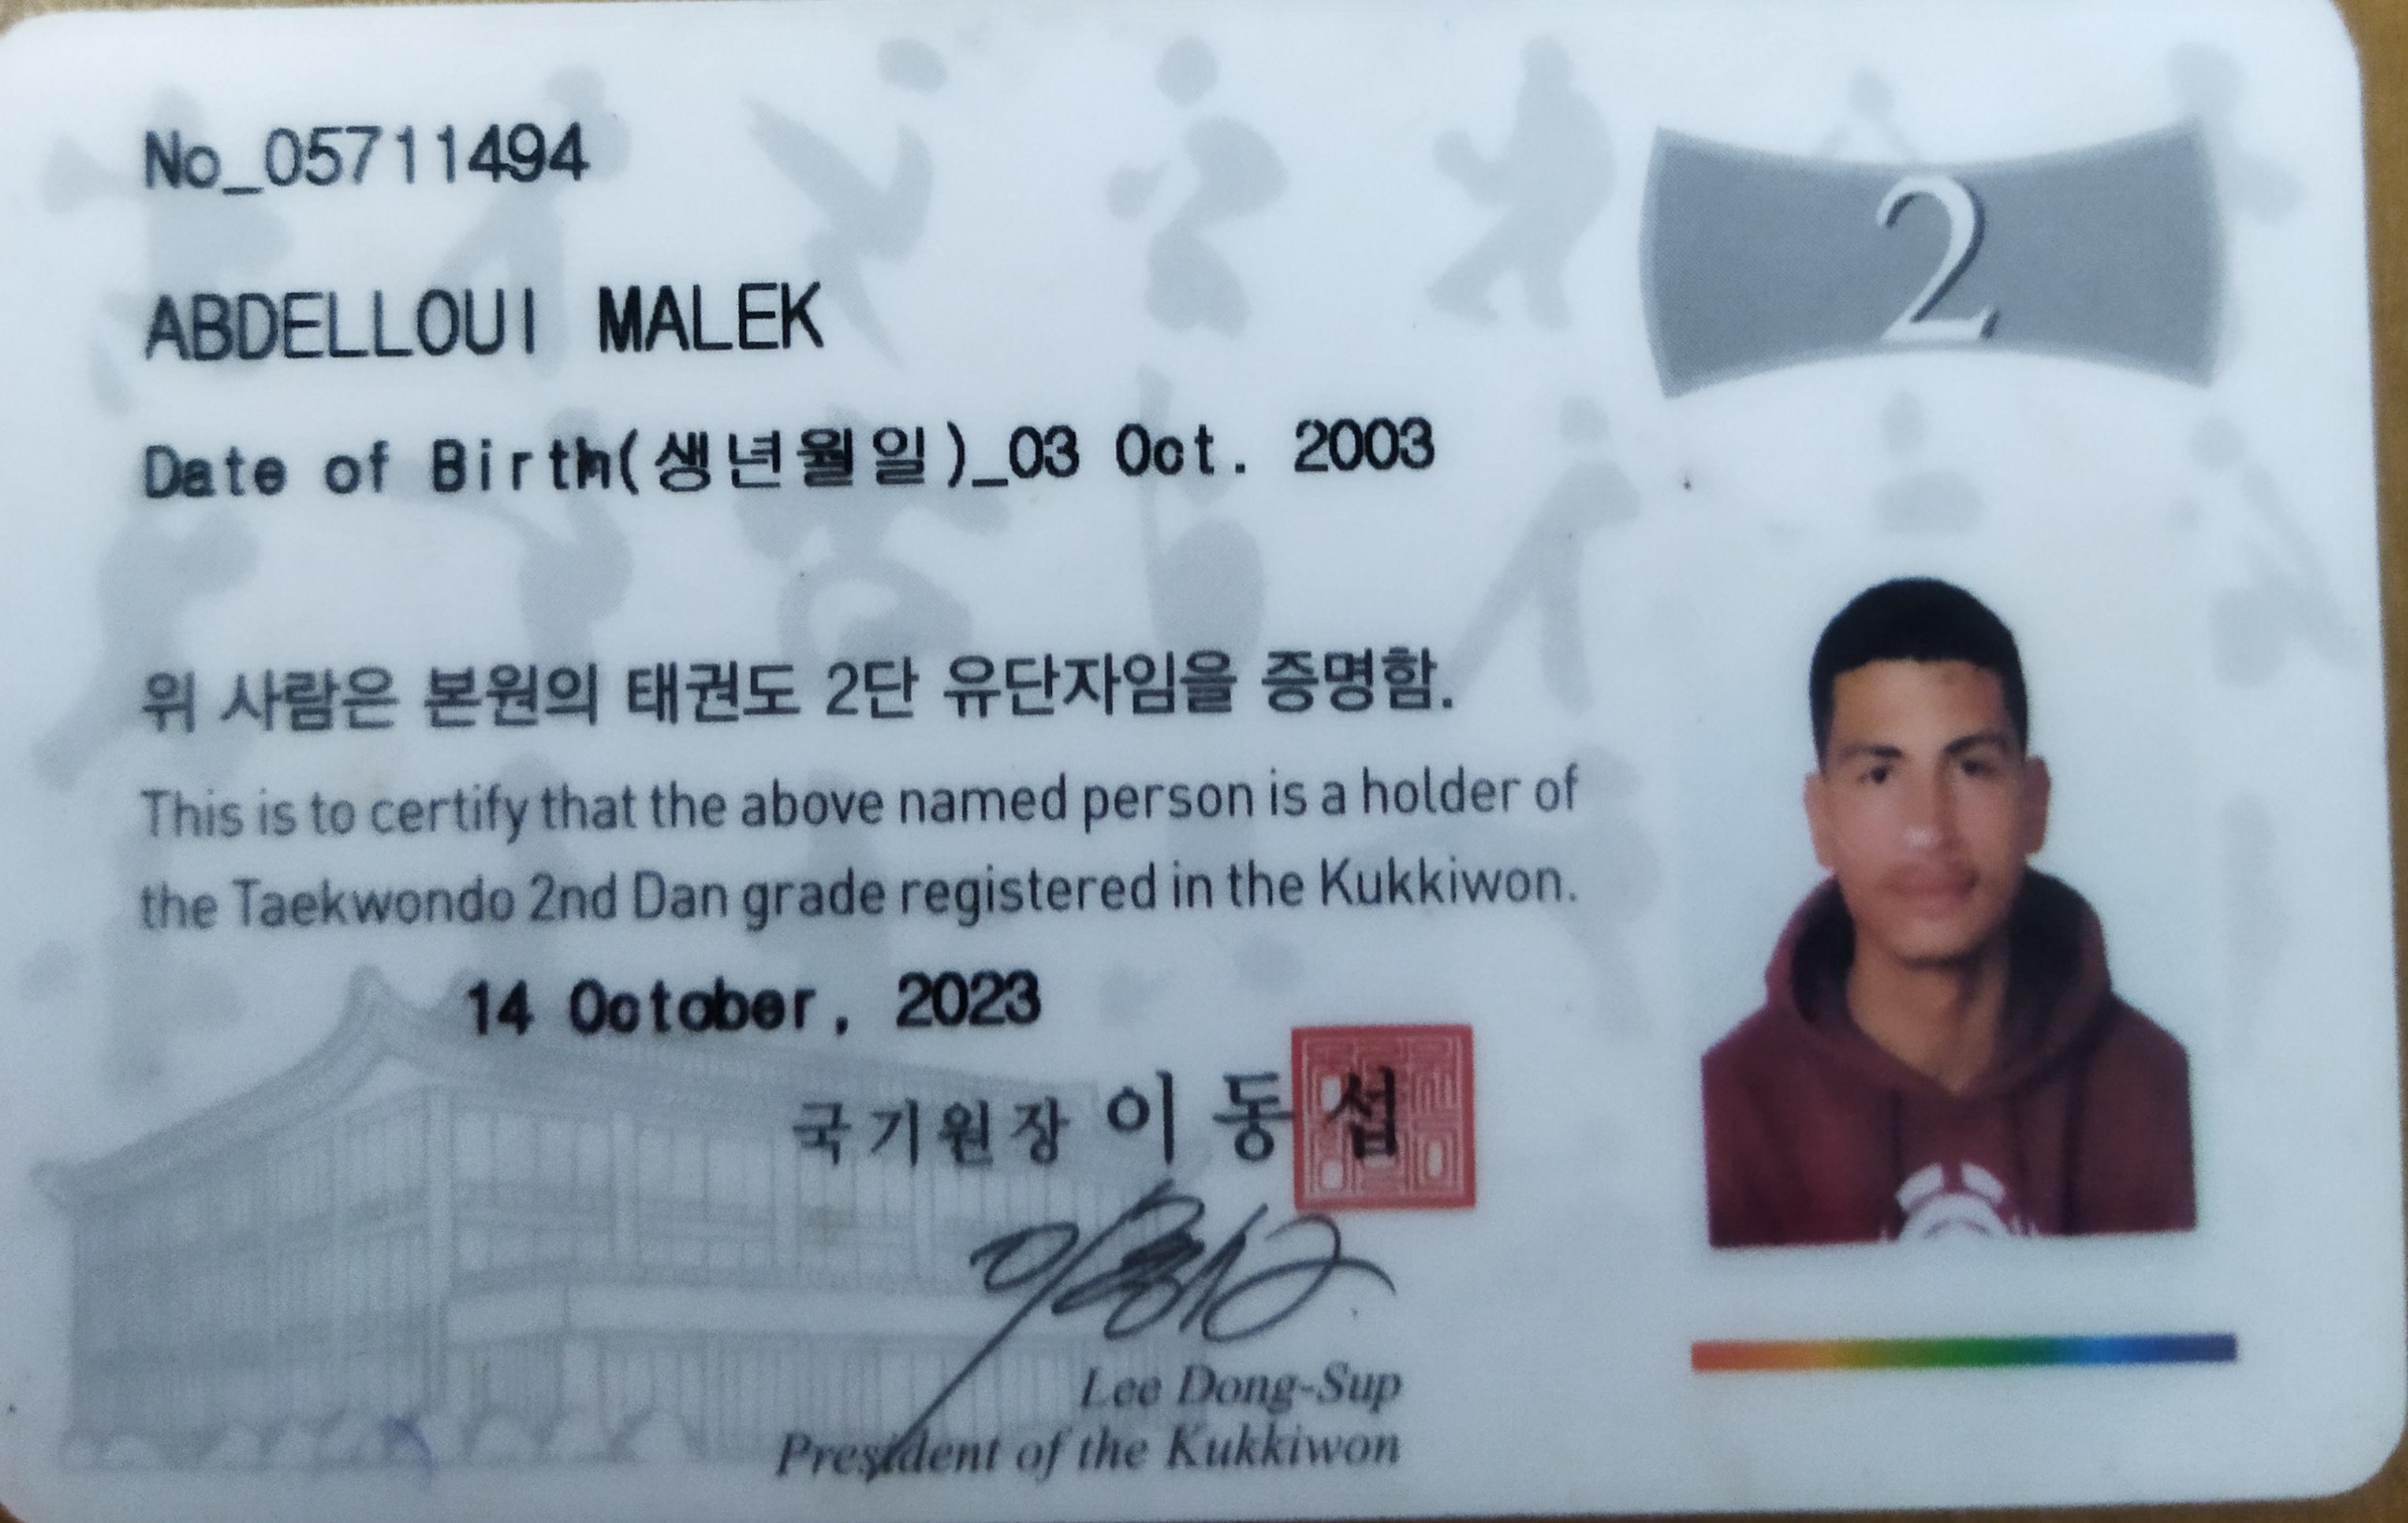 No_05711494
2
ABDELLOUI MALEK
Date of Birth(생년월일)_03 Oct. 2003
위 사람은 본원의 태권도 2단 유단자임을 증명함.
This is to certify that the above named person is a holder of
the Taekwondo 2nd Dan grade registered in the Kukkiwon.
14 October, 2023
국기원장 이동섭
Lee Dong-Sup
President of the Kukkiwon